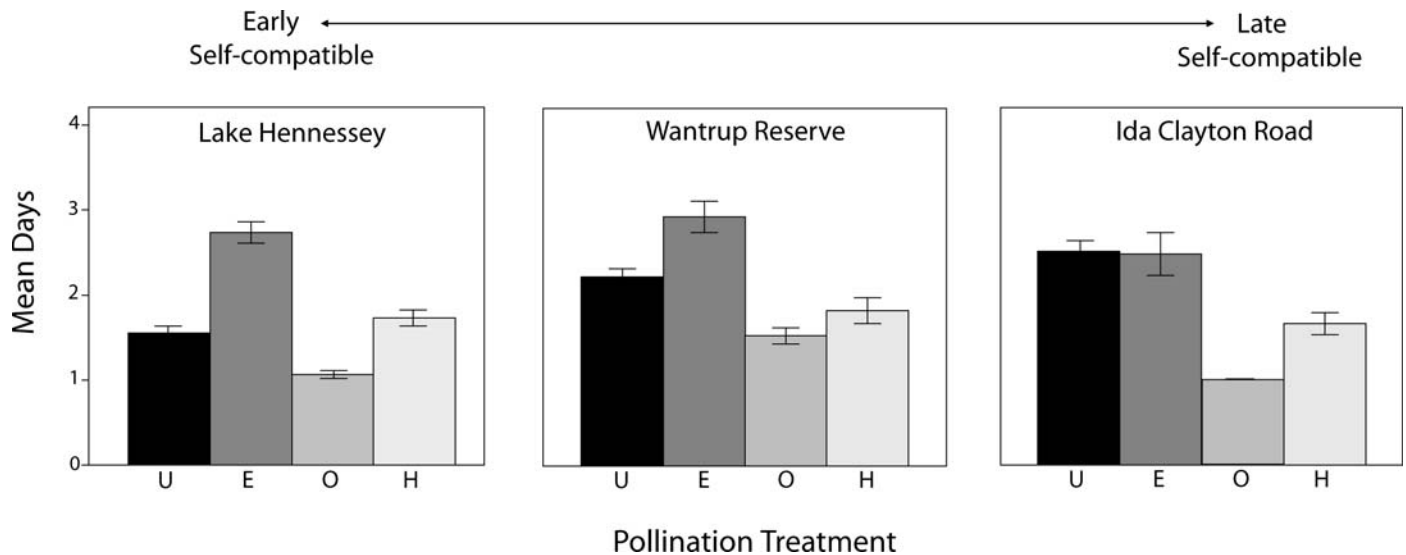 Early
Self-compatible
Late
Self-compatible
Lake Hennessey
Wantrup Reserve
Ida Clayton Road
Mean Days
4
3
2
1
0
U E O H
U E O H
U E O H
Pollination Treatment